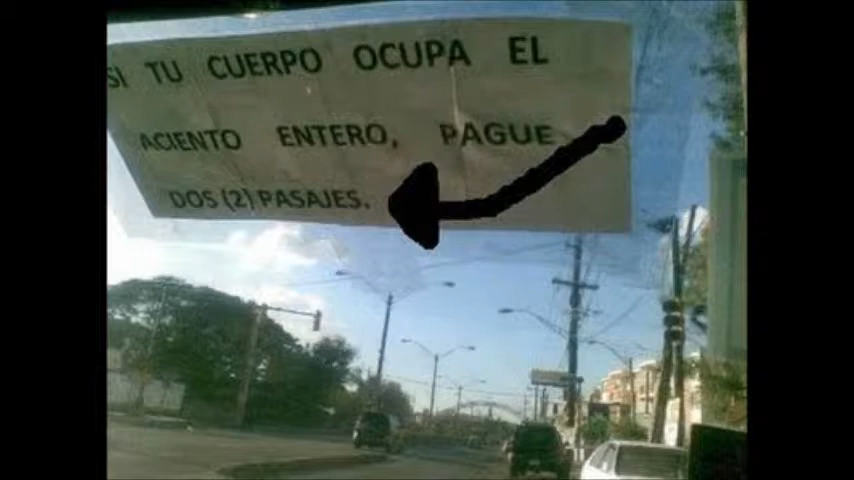 SI TU CUERPO OCUPA EL
ACIENTO ENTERO, PAGUE
DOS (2) PASAJES.